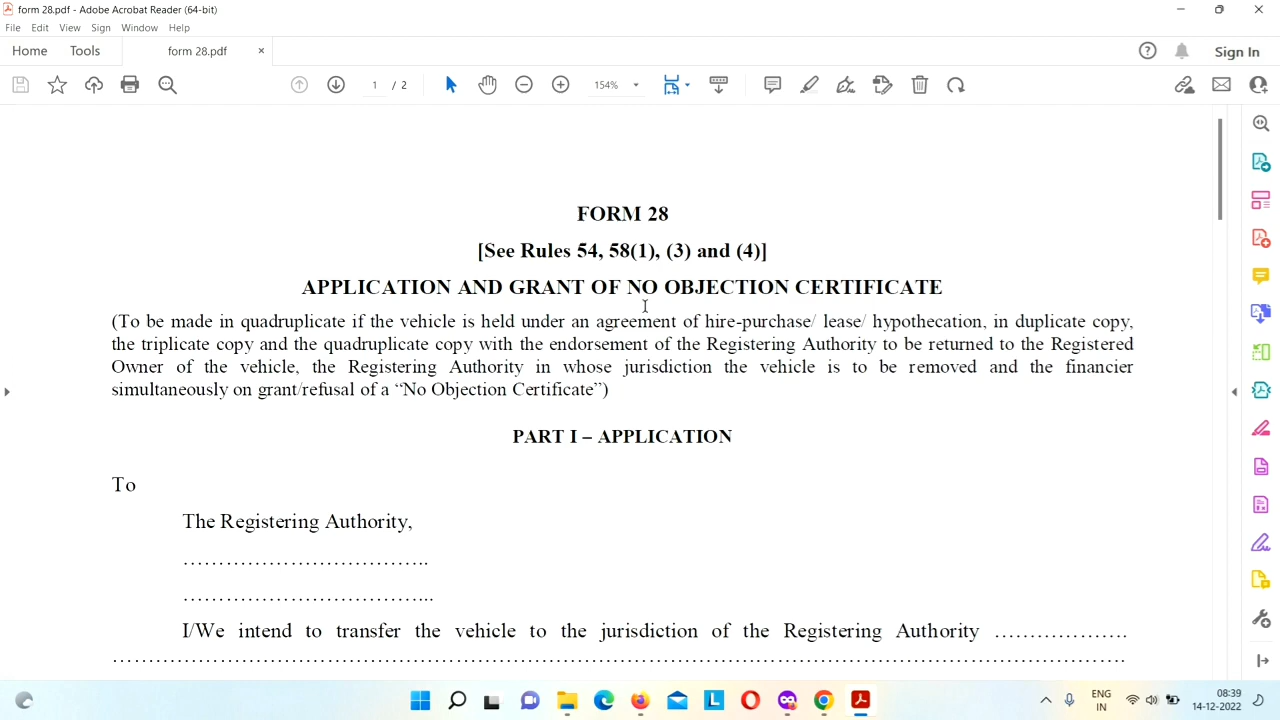 form 28.pdf - Adobe Acrobat Reader (64-bit)
File Edit View Sign Window Help
Home Tools form 28.pdf × Sign In
1 / 2 154%
FORM 28
[See Rules 54, 58(1), (3) and (4)]
APPLICATION AND GRANT OF NO OBJECTION CERTIFICATE
(To be made in quadruplicate if the vehicle is held under an agreement of hire-purchase/ lease/ hypothecation, in duplicate copy,
the triplicate copy and the quadruplicate copy with the endorsement of the Registering Authority to be returned to the Registered
Owner of the vehicle, the Registering Authority in whose jurisdiction the vehicle is to be removed and the financier
simultaneously on grant/refusal of a “No Objection Certificate”)
PART I – APPLICATION
To
The Registering Authority,
……………………………..
……………………………...
I/We intend to transfer the vehicle to the jurisdiction of the Registering Authority ……………….
…………………………………………………………………………………………………………………………….
ENG 08:39
IN 14-12-2022